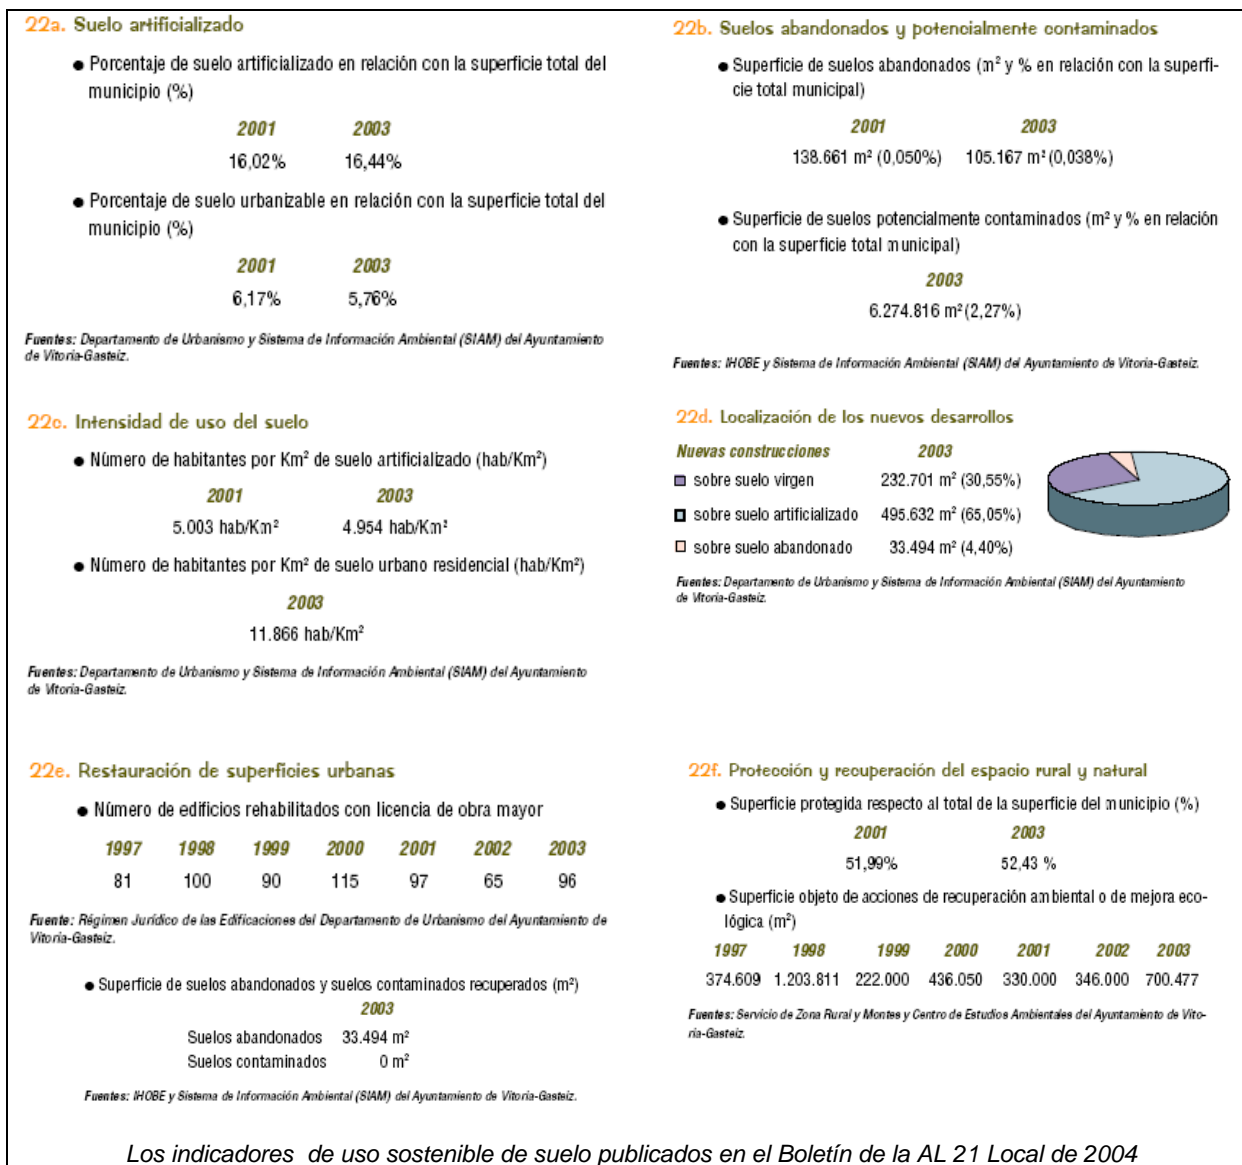 22a. Suelo artificializado
● Porcentaje de suelo artificializado en relación con la superficie total del
municipio (%)
2001 2003
16,02% 16,44%
● Porcentaje de suelo urbanizable en relación con la superficie total del
municipio (%)
2001 2003
6,17% 5,76%
Fuentes: Departamento de Urbanismo y Sistema de Información Ambiental (SIAM) del Ayuntamiento
de Vitoria-Gasteiz.
22b. Suelos abandonados y potencialmente contaminados
● Superficie de suelos abandonados (m² y % en relación con la superfi-
cie total municipal)
2001 2003
138.661 m² (0,050%) 105.167 m² (0,038%)
● Superficie de suelos potencialmente contaminados (m² y % en relación
con la superficie total municipal)
2003
6.274.816 m² (2,27%)
Fuentes: IHOBE y Sistema de Información Ambiental (SIAM) del Ayuntamiento de Vitoria-Gasteiz.
22c. Intensidad de uso del suelo
● Número de habitantes por Km² de suelo artificializado (hab/Km²)
2001 2003
5.003 hab/Km² 4.954 hab/Km²
● Número de habitantes por Km² de suelo urbano residencial (hab/Km²)
2003
11.866 hab/Km²
Fuentes: Departamento de Urbanismo y Sistema de Información Ambiental (SIAM) del Ayuntamiento
de Vitoria-Gasteiz.
22d. Localización de los nuevos desarrollos
Nuevas construcciones 2003
sobre suelo virgen 232.701 m² (30,55%)
sobre suelo artificializado 495.632 m² (65,05%)
sobre suelo abandonado 33.494 m² (4,40%)
Fuentes: Departamento de Urbanismo y Sistema de Información Ambiental (SIAM) del Ayuntamiento
de Vitoria-Gasteiz.
22e. Restauración de superficies urbanas
● Número de edificios rehabilitados con licencia de obra mayor
1997 1998 1999 2000 2001 2002 2003
81 100 90 115 97 65 96
Fuente: Régimen Jurídico de las Edificaciones del Departamento de Urbanismo del Ayuntamiento de
Vitoria-Gasteiz.
● Superficie de suelos abandonados y suelos contaminados recuperados (m²)
2003
Suelos abandonados 33.494 m²
Suelos contaminados 0 m²
Fuentes: IHOBE y Sistema de Información Ambiental (SIAM) del Ayuntamiento de Vitoria-Gasteiz.
22f. Protección y recuperación del espacio rural y natural
● Superficie protegida respecto al total de la superficie del municipio (%)
2001 2003
51,99% 52,43 %
● Superficie objeto de acciones de recuperación ambiental o de mejora eco-
lógica (m²)
1997 1998 1999 2000 2001 2002 2003
374.609 1.203.811 222.000 436.050 330.000 346.000 700.477
Fuentes: Servicio de Zona Rural y Montes y Centro de Estudios Ambientales del Ayuntamiento de Vito-
ria-Gasteiz.
Los indicadores de uso sostenible de suelo publicados en el Boletín de la AL 21 Local de 2004